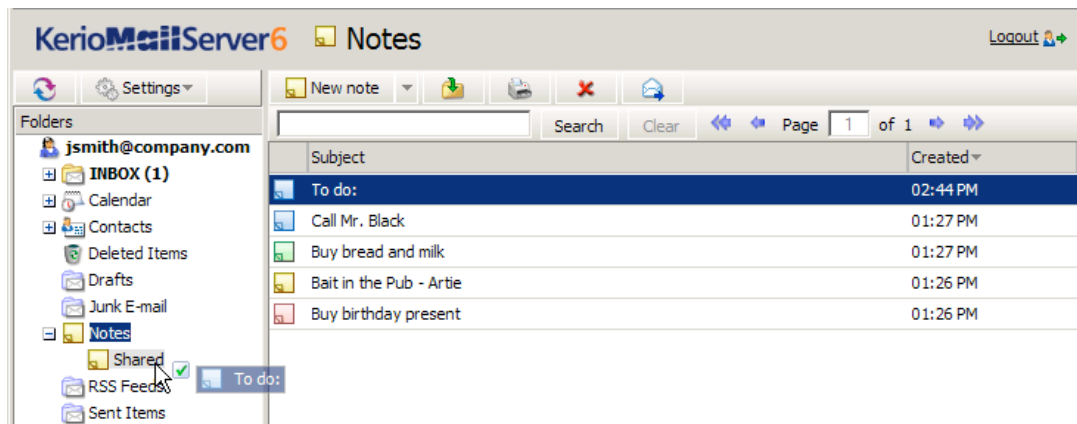 KerioMailServer6 Notes Logout
Settings New note
Folders Search Clear Page 1 of 1
jsmith@company.com
Subject Created
INBOX (1)
To do: 02:44 PM
Calendar
Call Mr. Black 01:27 PM
Contacts
Buy bread and milk 01:27 PM
Deleted Items
Drafts
Bait in the Pub - Artie 01:26 PM
Junk E-mail
Buy birthday present 01:26 PM
Notes
Shared
RSS Feeds To do:
Sent Items